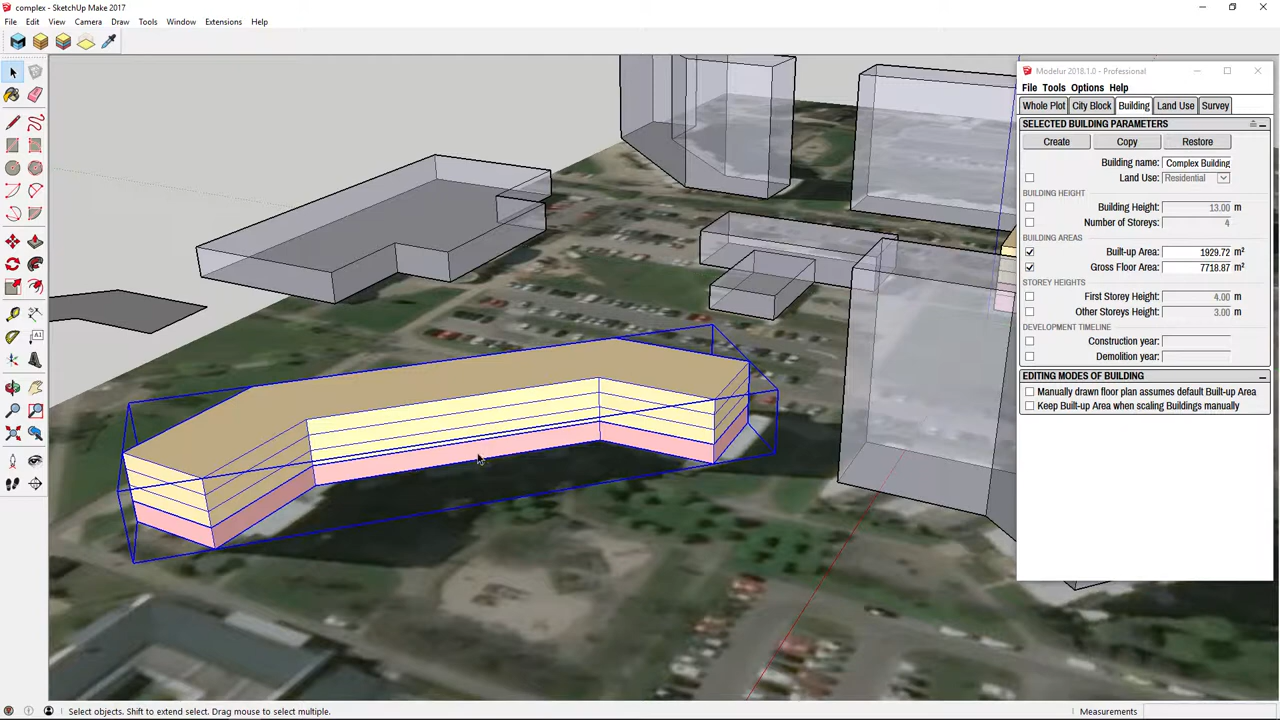 complex - SketchUp Make 2017
File Edit View Camera Draw Tools Window Extensions Help
Modelur 2018.1.0 - Professional
File Tools Options Help
Whole Plot City Block Building Land Use Survey
SELECTED BUILDING PARAMETERS
Create Copy Restore
Building name: Complex Building
Land Use: Residential
BUILDING HEIGHT
Building Height: 13.00 m
Number of Storeys: 4
BUILDING AREAS
Built-up Area: 1929.72 m²
Gross Floor Area: 7718.87 m²
STOREY HEIGHTS
First Storey Height: 4.00 m
Other Storeys Height: 3.00 m
DEVELOPMENT TIMELINE
Construction year:
Demolition year:
EDITING MODES OF BUILDING
Manually drawn floor plan assumes default Built-up Area
Keep Built-up Area when scaling Buildings manually
Select objects. Shift to extend select. Drag mouse to select multiple.
Measurements